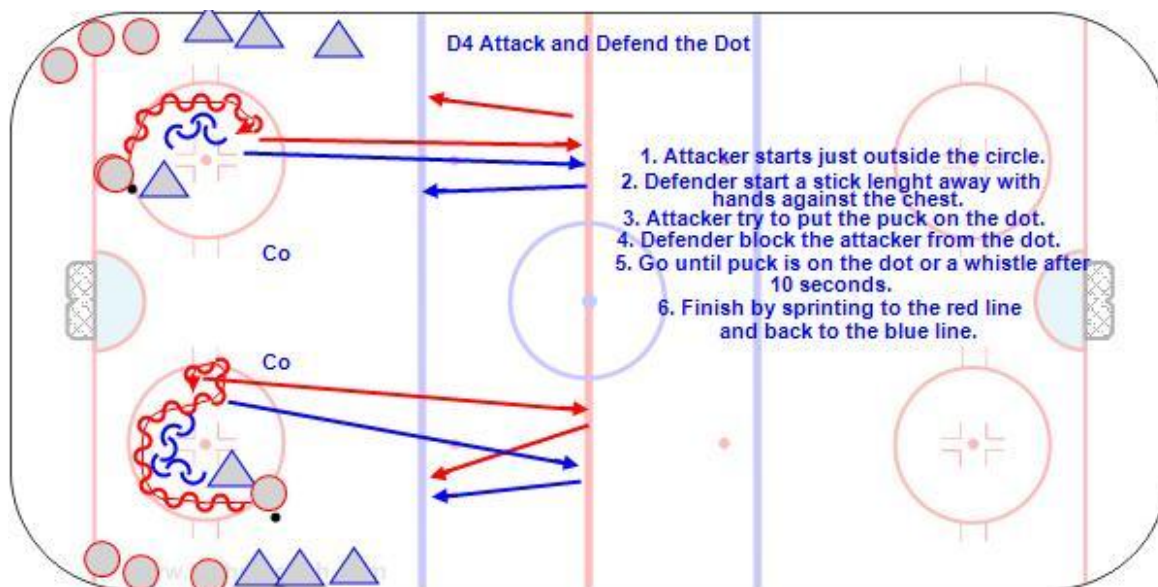 D4 Attack and Defend the Dot
1. Attacker starts just outside the circle.
2. Defender start a stick lenght away with
hands against the chest.
3. Attacker try to put the puck on the dot.
4. Defender block the attacker from the dot.
5. Go until puck is on the dot or a whistle after
10 seconds.
6. Finish by sprinting to the red line
and back to the blue line.
Co
Co